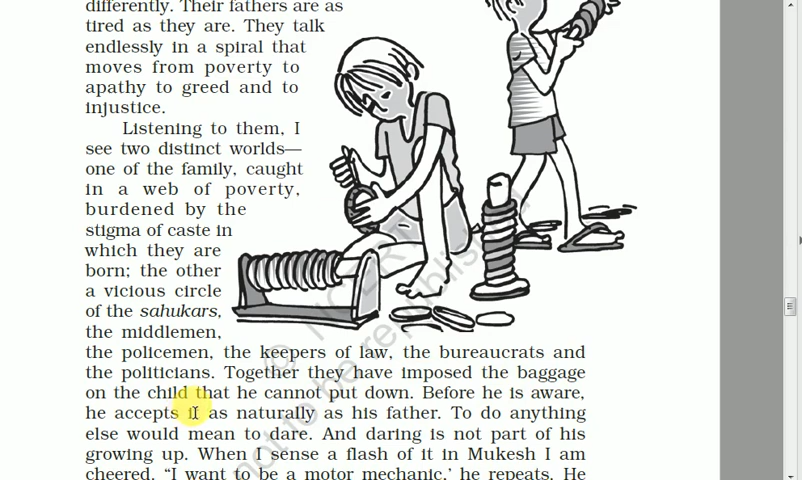 differently. Their fathers are as
tired as they are. They talk
endlessly in a spiral that
moves from poverty to
apathy to greed and to
injustice.
Listening to them, I
see two distinct worlds—
one of the family, caught
in a web of poverty,
burdened by the
stigma of caste in
which they are
born; the other
a vicious circle
of the sahukars,
the middlemen,
the policemen, the keepers of law, the bureaucrats and
the politicians. Together they have imposed the baggage
on the child that he cannot put down. Before he is aware,
he accepts it as naturally as his father. To do anything
else would mean to dare. And daring is not part of his
growing up. When I sense a flash of it in Mukesh I am
cheered. “I want to be a motor mechanic,’ he repeats. He
© NCERT
not to be republished